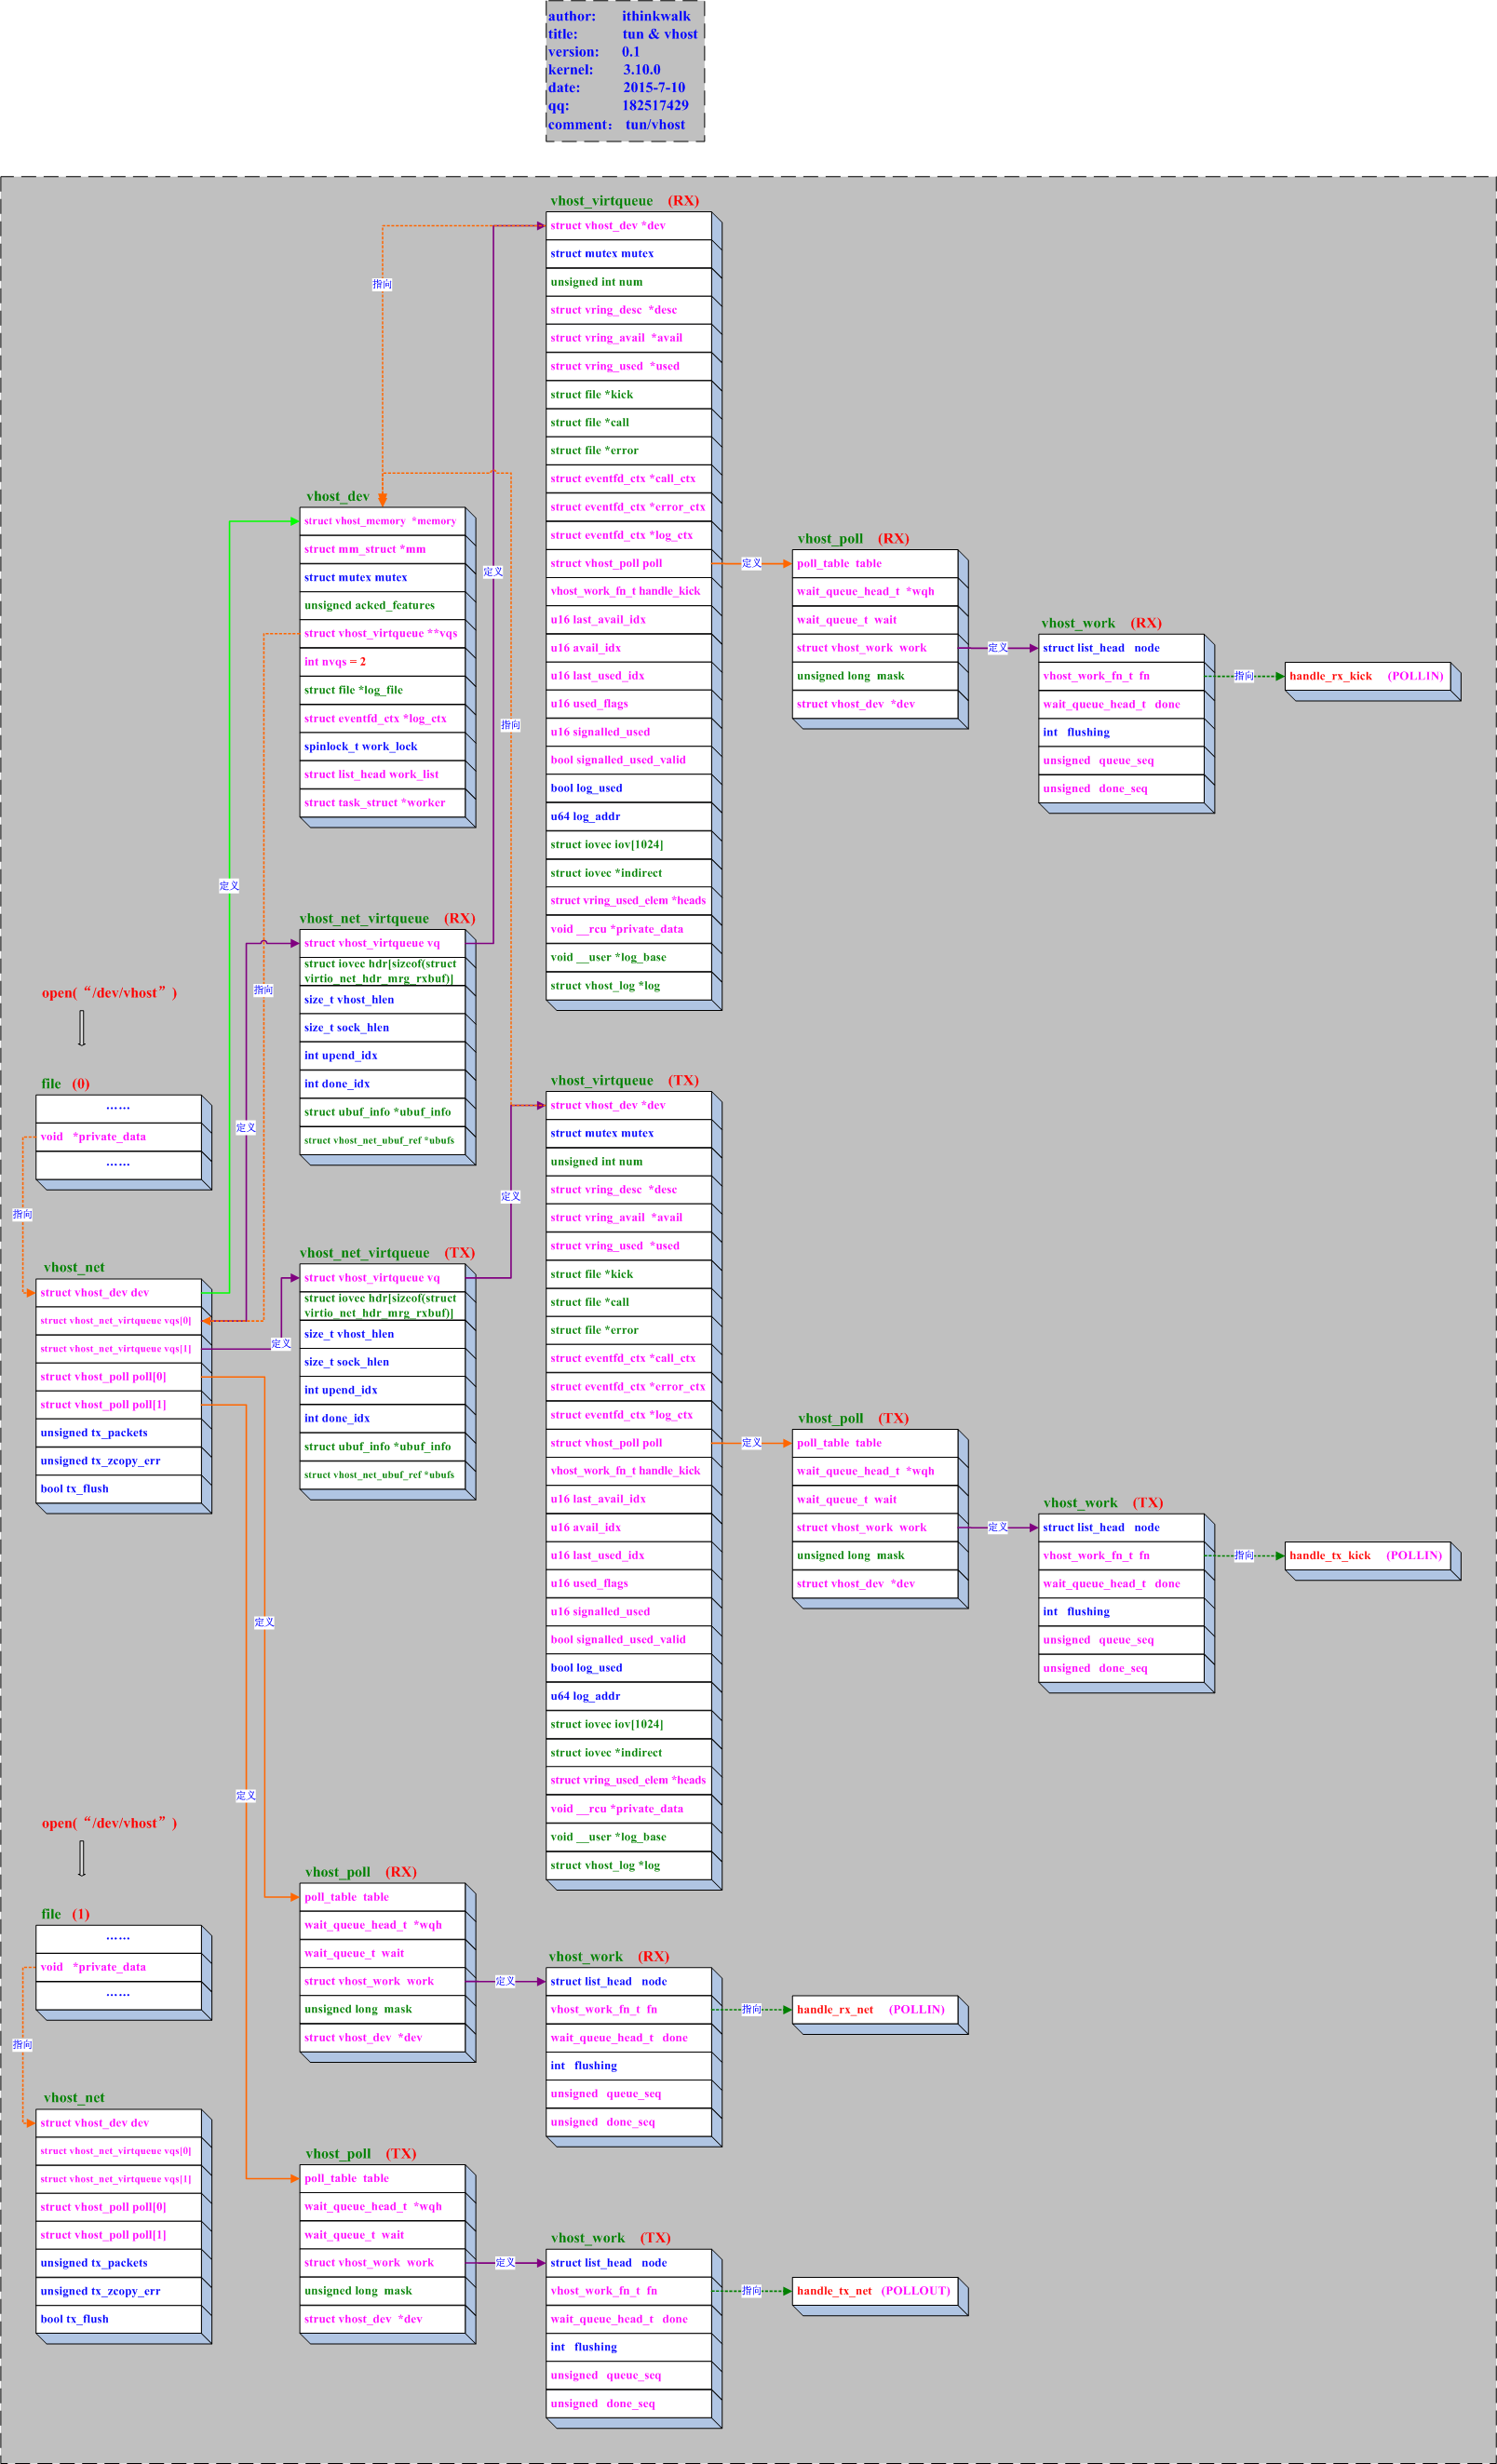 author: ithinkwalk
title: tun & vhost
version: 0.1
kernel: 3.10.0
date: 2015-7-10
qq: 182517429
comment： tun/vhost
vhost_virtqueue (RX)
struct vhost_dev *dev
struct mutex mutex
unsigned int num
struct vring_desc *desc
struct vring_avail *avail
struct vring_used *used
struct file *kick
struct file *call
struct file *error
struct eventfd_ctx *call_ctx
struct eventfd_ctx *error_ctx
struct eventfd_ctx *log_ctx
struct vhost_poll poll
vhost_work_fn_t handle_kick
u16 last_avail_idx
u16 avail_idx
u16 last_used_idx
u16 used_flags
u16 signalled_used
bool signalled_used_valid
bool log_used
u64 log_addr
struct iovec iov[1024]
struct iovec *indirect
struct vring_used_elem *heads
void __rcu *private_data
void __user *log_base
struct vhost_log *log
指向
定义
指向
定义
vhost_dev
struct vhost_memory *memory
struct mm_struct *mm
struct mutex mutex
unsigned acked_features
struct vhost_virtqueue **vqs
int nvqs = 2
struct file *log_file
struct eventfd_ctx *log_ctx
spinlock_t work_lock
struct list_head work_list
struct task_struct *worker
vhost_poll (RX)
poll_table table
wait_queue_head_t *wqh
wait_queue_t wait
struct vhost_work work
unsigned long mask
struct vhost_dev *dev
定义
vhost_work (RX)
struct list_head node
vhost_work_fn_t fn
wait_queue_head_t done
int flushing
unsigned queue_seq
unsigned done_seq
指向
handle_rx_kick (POLLIN)
定义
vhost_net_virtqueue (RX)
struct vhost_virtqueue vq
struct iovec hdr[sizeof(struct
virtio_net_hdr_mrg_rxbuf)]
size_t vhost_hlen
size_t sock_hlen
int upend_idx
int done_idx
struct ubuf_info *ubuf_info
struct vhost_net_ubuf_ref *ubufs
指向
定义
open(“/dev/vhost”)
file (0)
……
void *private_data
……
指向
vhost_net
struct vhost_dev dev
struct vhost_net_virtqueue vqs[0]
struct vhost_net_virtqueue vqs[1]
struct vhost_poll poll[0]
struct vhost_poll poll[1]
unsigned tx_packets
unsigned tx_zcopy_err
bool tx_flush
定义
vhost_net_virtqueue (TX)
struct vhost_virtqueue vq
struct iovec hdr[sizeof(struct
virtio_net_hdr_mrg_rxbuf)]
size_t vhost_hlen
size_t sock_hlen
int upend_idx
int done_idx
struct ubuf_info *ubuf_info
struct vhost_net_ubuf_ref *ubufs
定义
vhost_virtqueue (TX)
struct vhost_dev *dev
struct mutex mutex
unsigned int num
struct vring_desc *desc
struct vring_avail *avail
struct vring_used *used
struct file *kick
struct file *call
struct file *error
struct eventfd_ctx *call_ctx
struct eventfd_ctx *error_ctx
struct eventfd_ctx *log_ctx
struct vhost_poll poll
vhost_work_fn_t handle_kick
u16 last_avail_idx
u16 avail_idx
u16 last_used_idx
u16 used_flags
u16 signalled_used
bool signalled_used_valid
bool log_used
u64 log_addr
struct iovec iov[1024]
struct iovec *indirect
struct vring_used_elem *heads
void __rcu *private_data
void __user *log_base
struct vhost_log *log
定义
vhost_poll (TX)
poll_table table
wait_queue_head_t *wqh
wait_queue_t wait
struct vhost_work work
unsigned long mask
struct vhost_dev *dev
定义
vhost_work (TX)
struct list_head node
vhost_work_fn_t fn
wait_queue_head_t done
int flushing
unsigned queue_seq
unsigned done_seq
指向
handle_tx_kick (POLLIN)
定义
定义
open(“/dev/vhost”)
file (1)
……
void *private_data
……
指向
vhost_net
struct vhost_dev dev
struct vhost_net_virtqueue vqs[0]
struct vhost_net_virtqueue vqs[1]
struct vhost_poll poll[0]
struct vhost_poll poll[1]
unsigned tx_packets
unsigned tx_zcopy_err
bool tx_flush
vhost_poll (RX)
poll_table table
wait_queue_head_t *wqh
wait_queue_t wait
struct vhost_work work
unsigned long mask
struct vhost_dev *dev
定义
vhost_work (RX)
struct list_head node
vhost_work_fn_t fn
wait_queue_head_t done
int flushing
unsigned queue_seq
unsigned done_seq
指向
handle_rx_net (POLLIN)
vhost_poll (TX)
poll_table table
wait_queue_head_t *wqh
wait_queue_t wait
struct vhost_work work
unsigned long mask
struct vhost_dev *dev
定义
vhost_work (TX)
struct list_head node
vhost_work_fn_t fn
wait_queue_head_t done
int flushing
unsigned queue_seq
unsigned done_seq
指向
handle_tx_net (POLLOUT)